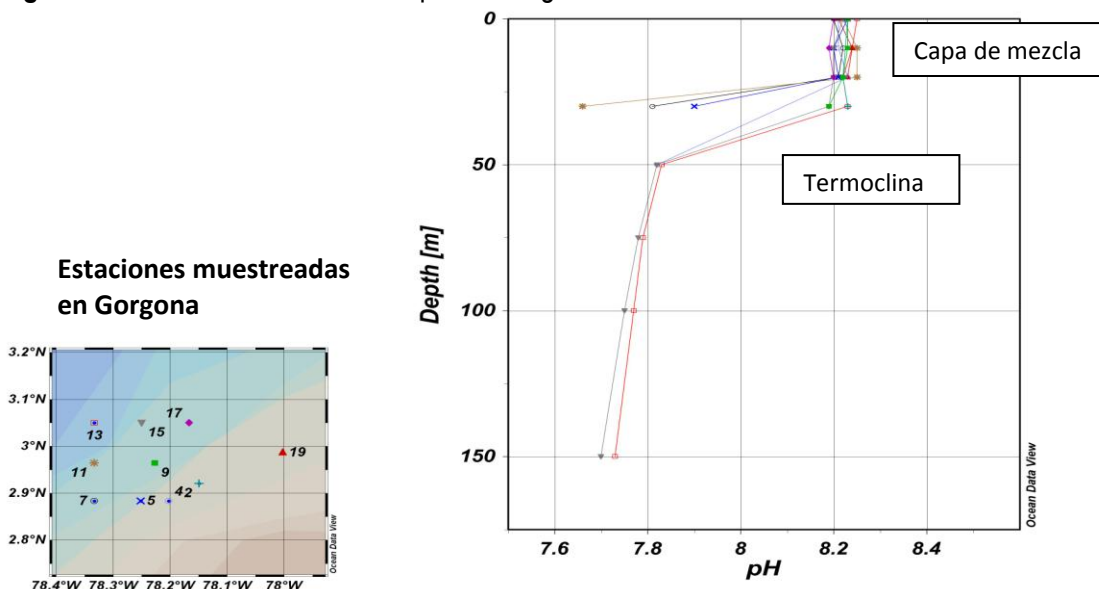 0
Capa de mezcla
50
Termoclina
Depth [m]
100
150
Ocean Data View
7.6
7.8
8
8.2
8.4
pH
Estaciones muestreadas
en Gorgona
3.2°N
3.1°N
3°N
2.9°N
2.8°N
17
13
15
19
11
9
7
5
4
2
Ocean Data View
78.4°W
78.3°W
78.2°W
78.1°W
78°W